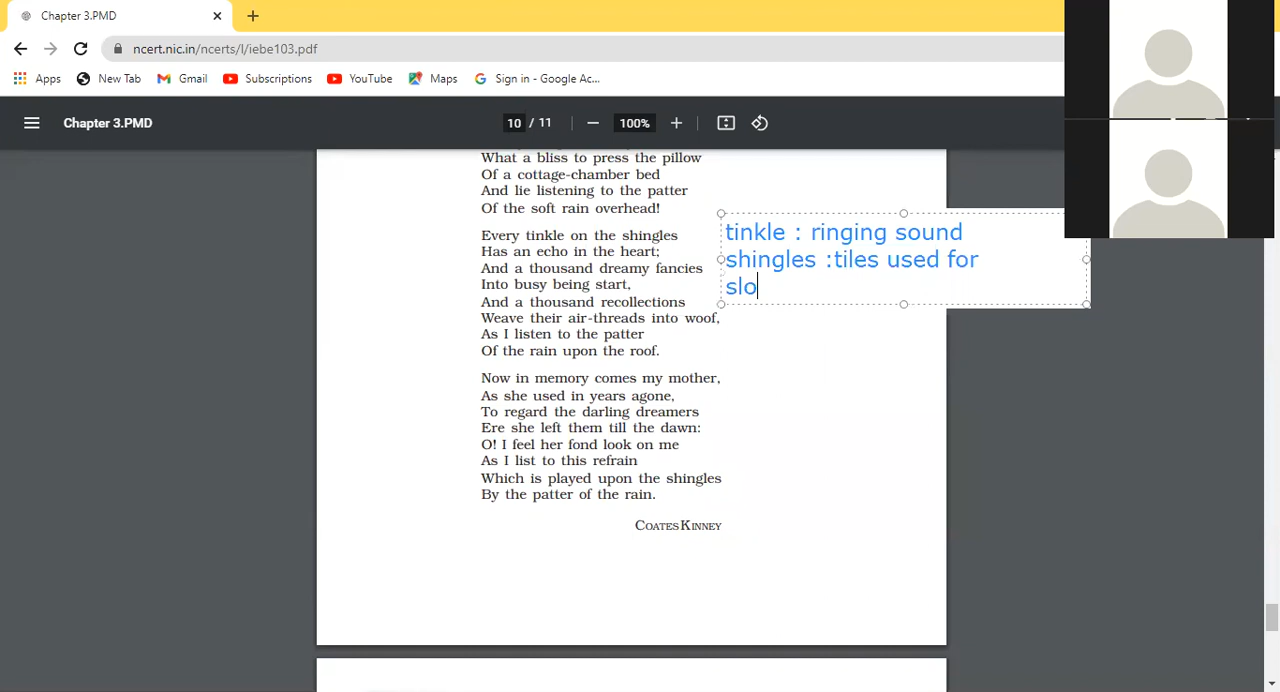 Chapter 3.PMD
ncert.nic.in/ncerts/l/iebe103.pdf
Apps New Tab Gmail Subscriptions YouTube Maps Sign in - Google Ac...
Chapter 3.PMD 10 / 11 100%
What a bliss to press the pillow
Of a cottage-chamber bed
And lie listening to the patter
Of the soft rain overhead!
Every tinkle on the shingles
Has an echo in the heart;
And a thousand dreamy fancies
Into busy being start,
And a thousand recollections
Weave their air-threads into woof,
As I listen to the patter
Of the rain upon the roof.
tinkle : ringing sound
shingles :tiles used for
slo
Now in memory comes my mother,
As she used in years agone,
To regard the darling dreamers
Ere she left them till the dawn:
O! I feel her fond look on me
As I list to this refrain
Which is played upon the shingles
By the patter of the rain.
COATES KINNEY